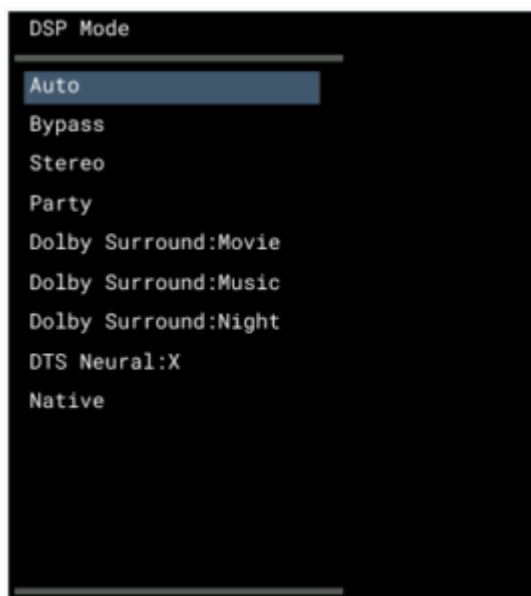 DSP Mode
Auto
Bypass
Stereo
Party
Dolby Surround:Movie
Dolby Surround:Music
Dolby Surround:Night
DTS Neural:X
Native